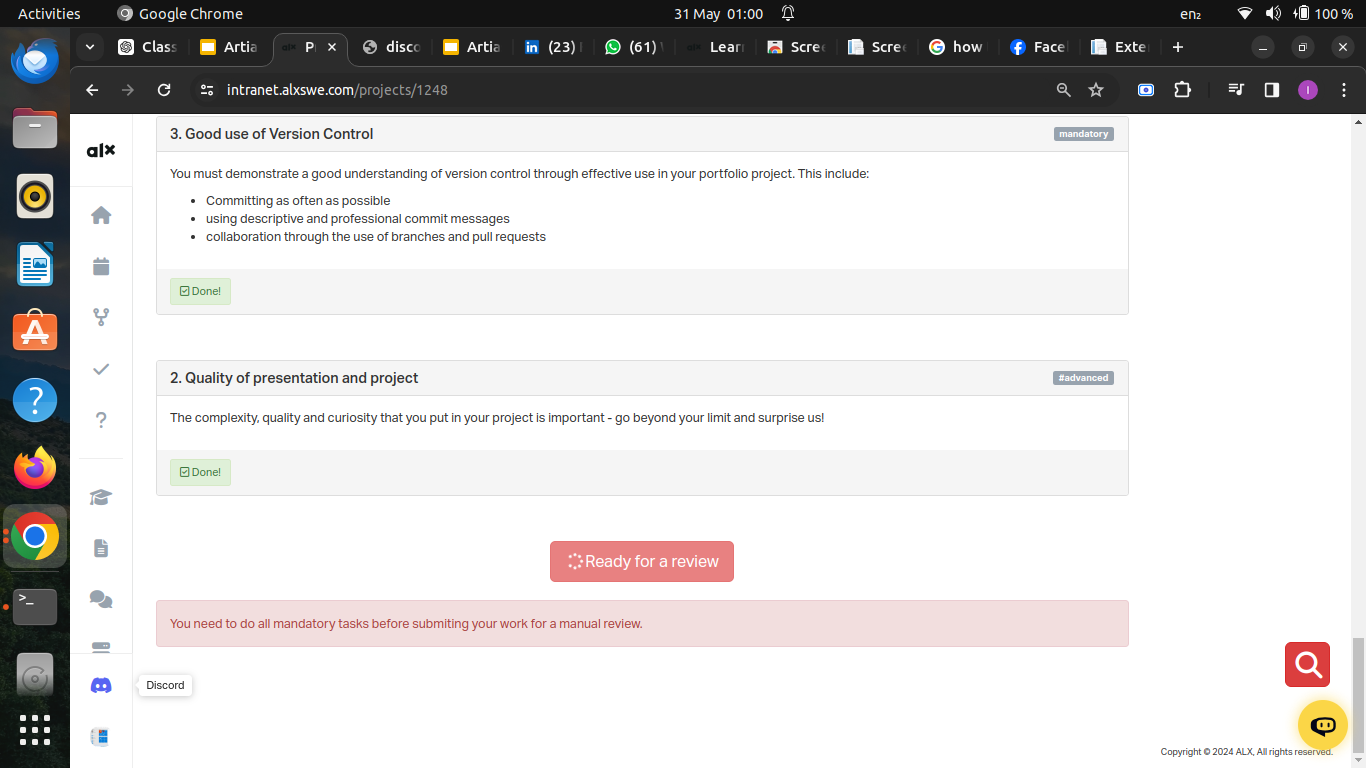 Activities
Google Chrome
31 May 01:00
en₂
100 %
Class
Artia
P
disco
Artia
(23)
(61)
Lear
Scre
Scre
how
Face
Exte
intranet.alxswe.com/projects/1248
alx
3. Good use of Version Control
mandatory
You must demonstrate a good understanding of version control through effective use in your portfolio project. This include:
Committing as often as possible
using descriptive and professional commit messages
collaboration through the use of branches and pull requests
Done!
2. Quality of presentation and project
#advanced
The complexity, quality and curiosity that you put in your project is important - go beyond your limit and surprise us!
Done!
Ready for a review
You need to do all mandatory tasks before submiting your work for a manual review.
Discord
Copyright © 2024 ALX, All rights reserved.